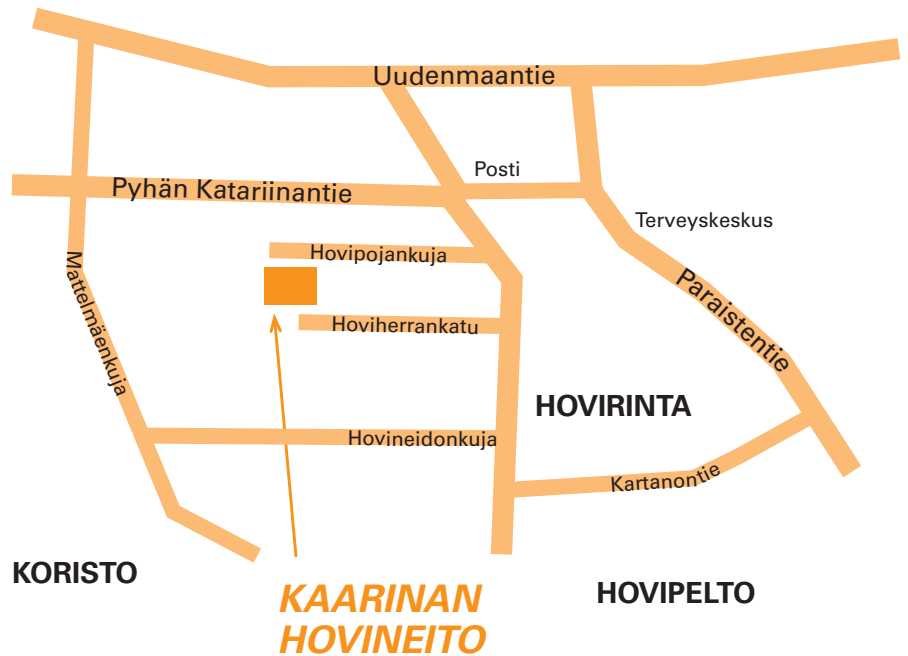 Uudenmaantie
Posti
Pyhän Katariinantie
Terveyskeskus
Hovipojankuja
Mattelmäenkuja
Paraistentie
Hoviherrankatu
HOVIRINTA
Hovineidonkuja
Kartanontie
KORISTO
HOVIPELTO
KAARINAN
HOVINEITO